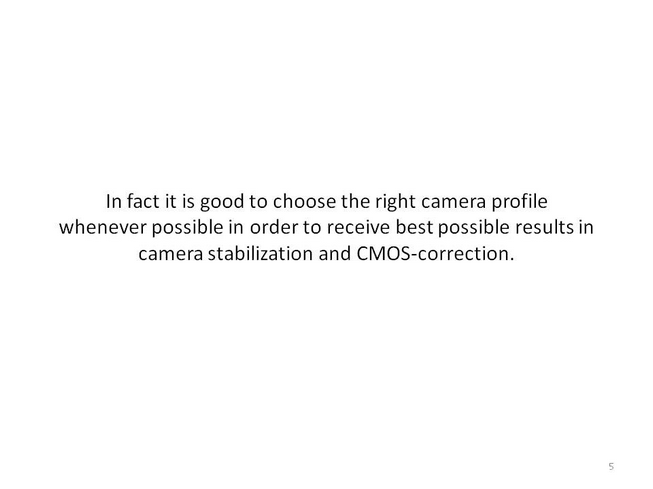 In fact it is good to choose the right camera profile
whenever possible in order to receive best possible results in
camera stabilization and CMOS-correction.
5